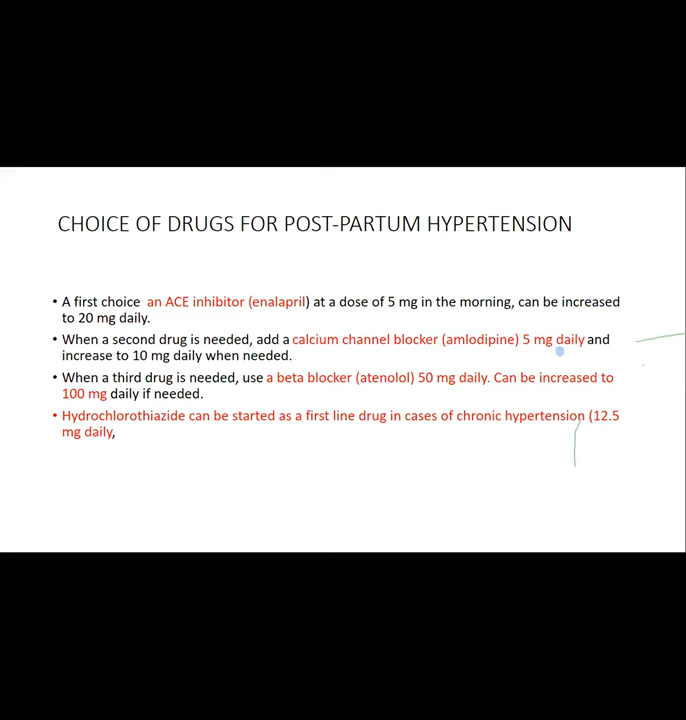 CHOICE OF DRUGS FOR POST-PARTUM HYPERTENSION
• A first choice an ACE inhibitor (enalapril) at a dose of 5 mg in the morning, can be increased
to 20 mg daily.
• When a second drug is needed, add a calcium channel blocker (amlodipine) 5 mg daily and
increase to 10 mg daily when needed.
• When a third drug is needed, use a beta blocker (atenolol) 50 mg daily. Can be increased to
100 mg daily if needed.
• Hydrochlorothiazide can be started as a first line drug in cases of chronic hypertension (12.5
mg daily,